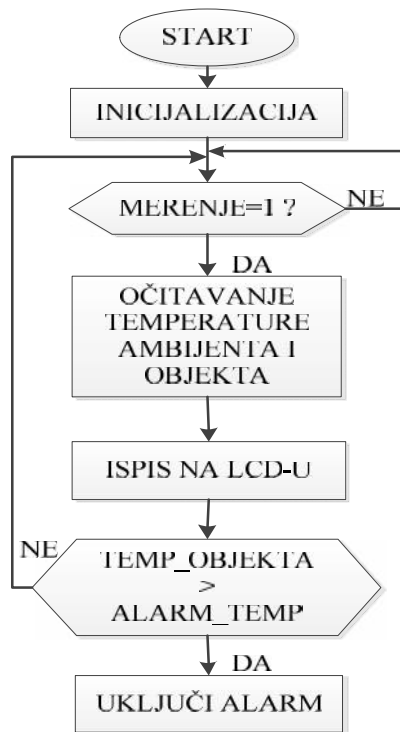 START
INICIJALIZACIJA
MERENJE=1 ?
NE
DA
OČITAVANJE
TEMPERATURE
AMBIJENTA I
OBJEKTA
ISPIS NA LCD-U
NE
TEMP_OBJEKTA
>
ALARM_TEMP
DA
UKLJUČI ALARM